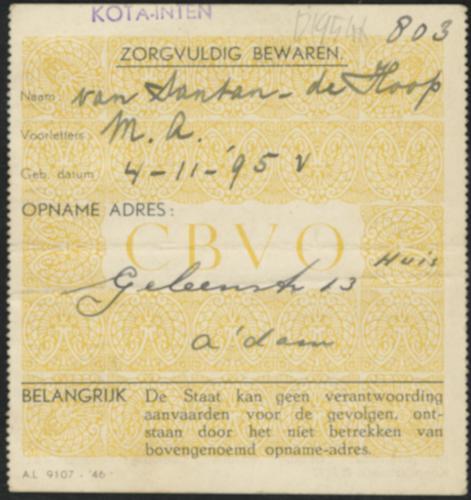 KOTA-INTEN
803
ZORGVULDIG BEWAREN.
Naam: van Santen - de Hoop
Voorletters: M. A.
Geb. datum: 4-11-'95 V
OPNAME ADRES:
CBVO
Geleenstr 13 Huis
A'dam
BELANGRIJK De Staat kan geen verantwoording
aanvaarden voor de gevolgen, ont-
staan door het niet betrekken van
bovengenoemd opname-adres.
A.L. 9107 - '46